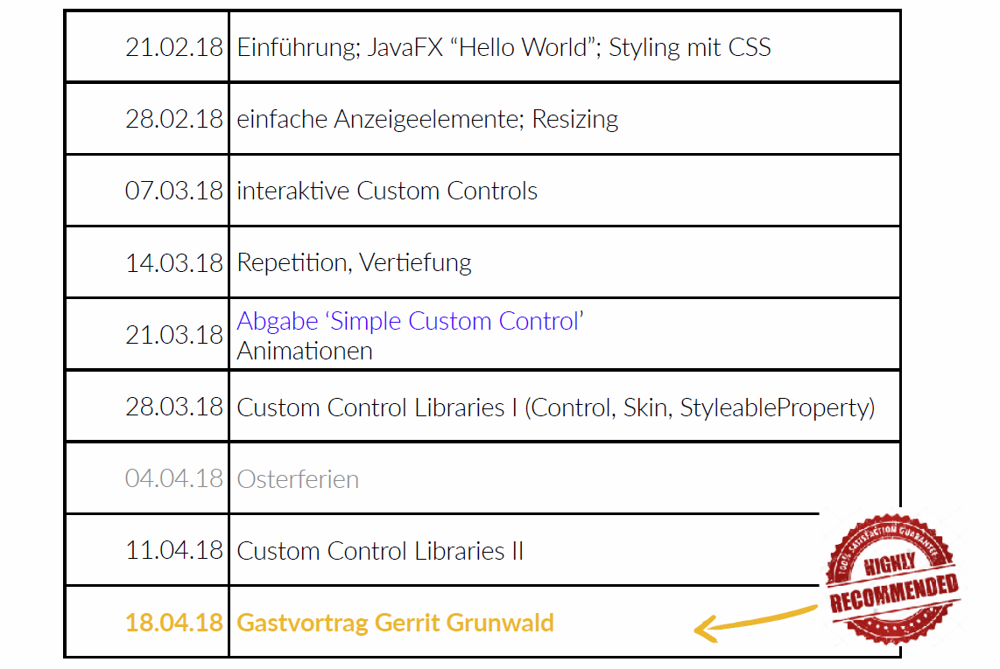 21.02.18 Einführung; JavaFX “Hello World”; Styling mit CSS
28.02.18 einfache Anzeigeelemente; Resizing
07.03.18 interaktive Custom Controls
14.03.18 Repetition, Vertiefung
21.03.18 Abgabe ‘Simple Custom Control’
Animationen
28.03.18 Custom Control Libraries I (Control, Skin, StyleableProperty)
04.04.18 Osterferien
11.04.18 Custom Control Libraries II
18.04.18 Gastvortrag Gerrit Grunwald
100% SATISFACTION GUARANTEE
HIGNLY
RECOMMENDED